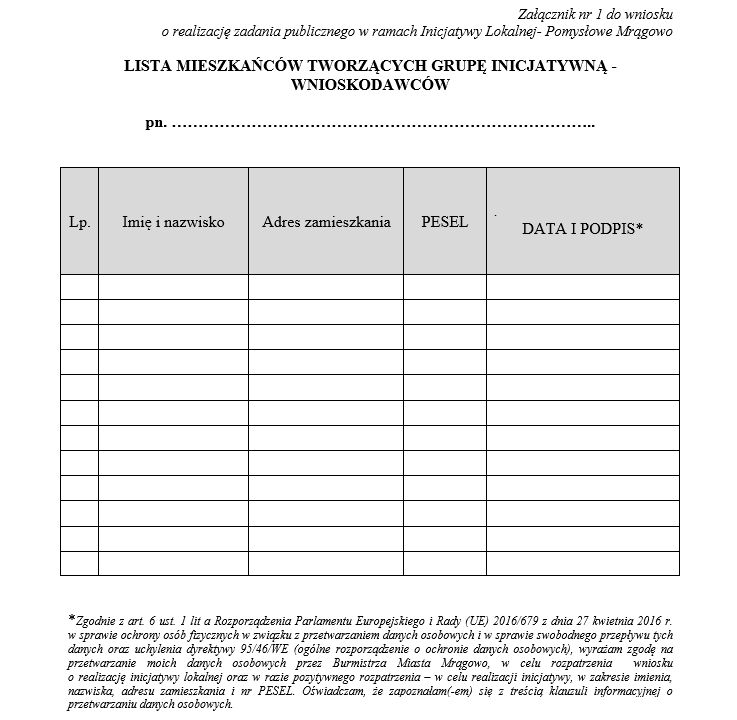 Załącznik nr 1 do wniosku
o realizację zadania publicznego w ramach Inicjatywy Lokalnej- Pomysłowe Mrągowo
LISTA MIESZKAŃCÓW TWORZĄCYCH GRUPĘ INICJATYWNĄ -
WNIOSKODAWCÓW
pn. …………………………………………………………………………..
Lp.
Imię i nazwisko
Adres zamieszkania
PESEL
DATA I PODPIS*
*Zgodnie z art. 6 ust. 1 lit a Rozporządzenia Parlamentu Europejskiego i Rady (UE) 2016/679 z dnia 27 kwietnia 2016 r.
w sprawie ochrony osób fizycznych w związku z przetwarzaniem danych osobowych i w sprawie swobodnego przepływu tych
danych oraz uchylenia dyrektywy 95/46/WE (ogólne rozporządzenie o ochronie danych osobowych), wyrażam zgodę na
przetwarzanie moich danych osobowych przez Burmistrza Miasta Mrągowo, w celu rozpatrzenia wniosku
o realizację inicjatywy lokalnej oraz w razie pozytywnego rozpatrzenia – w celu realizacji inicjatywy, w zakresie imienia,
nazwiska, adresu zamieszkania i nr PESEL. Oświadczam, że zapoznałam(-em) się z treścią klauzuli informacyjnej o
przetwarzaniu danych osobowych.